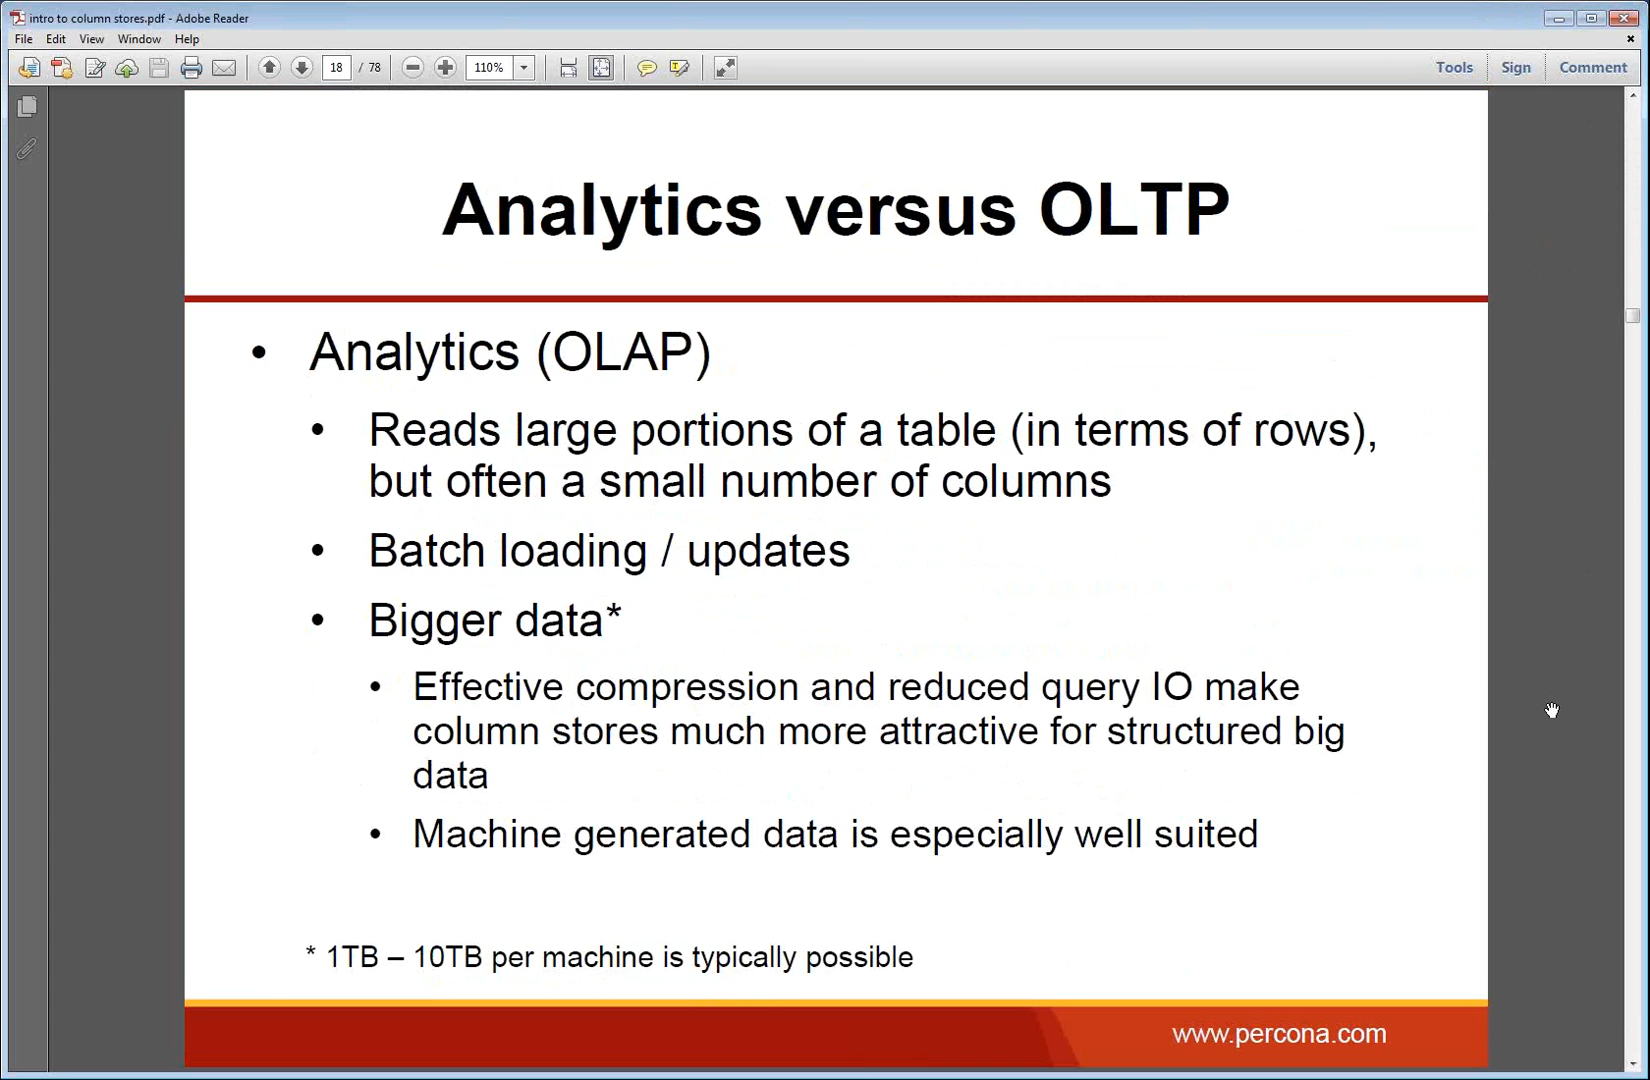 intro to column stores.pdf - Adobe Reader
File Edit View Window Help
18 / 78 110% Tools Sign Comment
Analytics versus OLTP
• Analytics (OLAP)
• Reads large portions of a table (in terms of rows),
but often a small number of columns
• Batch loading / updates
• Bigger data*
• Effective compression and reduced query IO make
column stores much more attractive for structured big
data
• Machine generated data is especially well suited
* 1TB – 10TB per machine is typically possible
www.percona.com